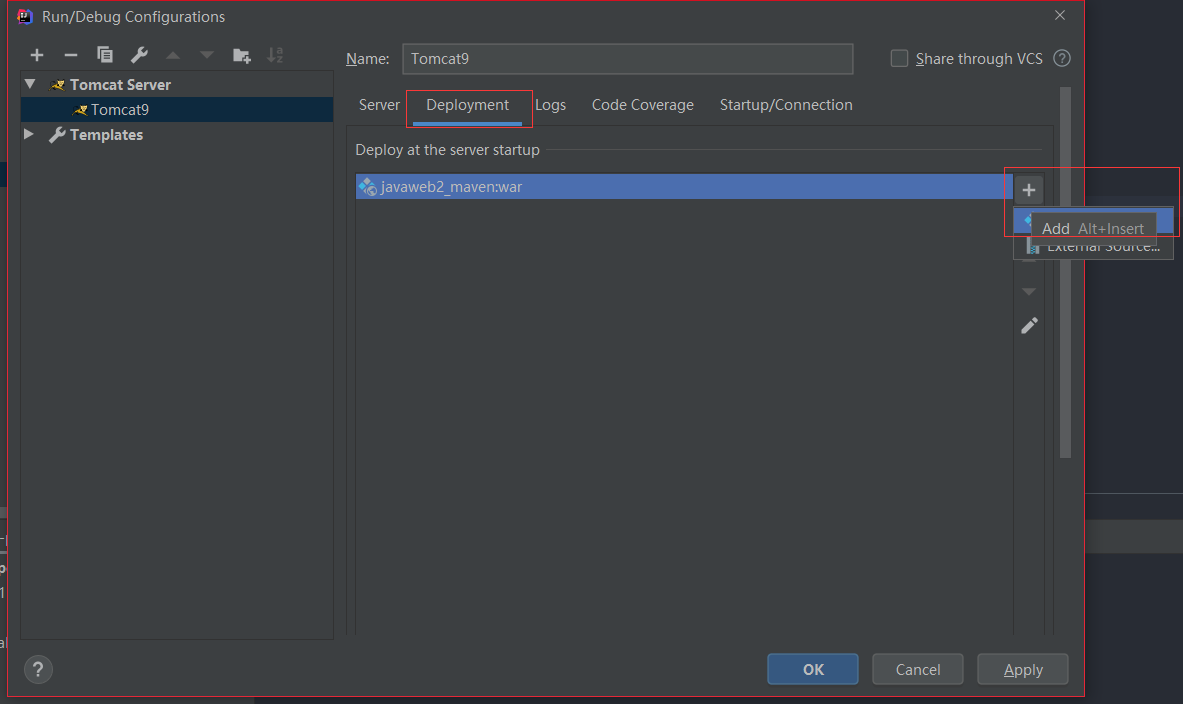 Run/Debug Configurations
Name: Tomcat9 Share through VCS ?
Tomcat Server
Tomcat9
Templates
Server Deployment Logs Code Coverage Startup/Connection
Deploy at the server startup
javaweb2_maven:war
Add Alt+Insert
External Source...
? OK Cancel Apply